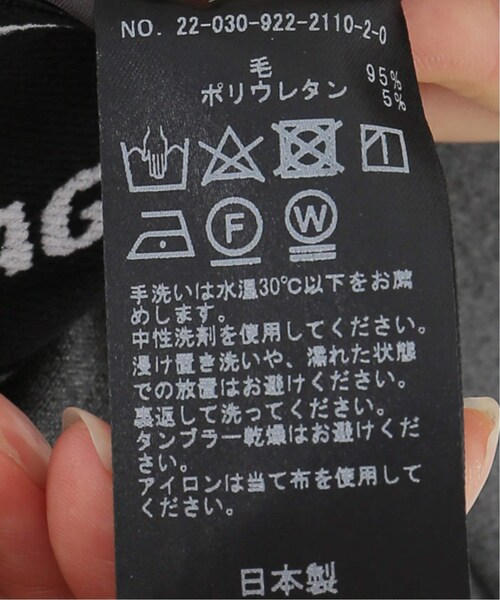 NO. 22-030-922-2110-2-0
毛 95%
ポリウレタン 5%
F W
手洗いは水温30℃以下をお薦
めします。
中性洗剤を使用してください。
浸け置き洗いや、濡れた状態
での放置はお避けください。
裏返して洗ってください。
タンブラー乾燥はお避けくだ
さい。
アイロンは当て布を使用して
ください。
日本製
nG